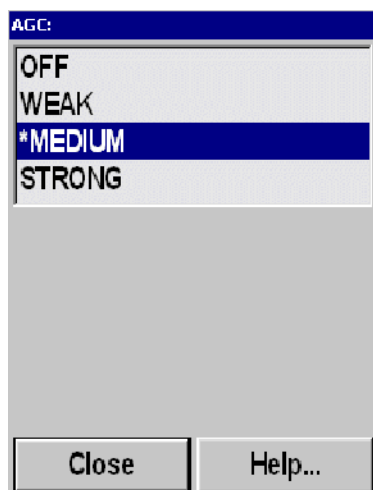 AGC:
OFF
WEAK
*MEDIUM
STRONG
Close Help...